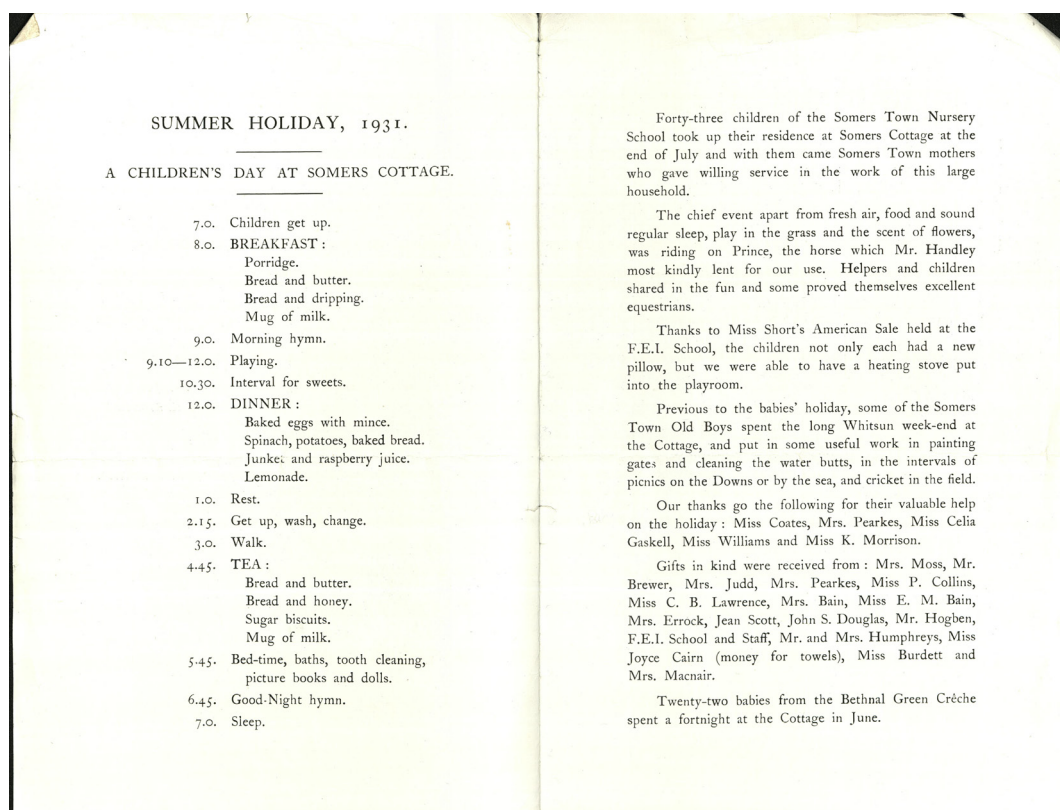 SUMMER HOLIDAY, 1931.
A CHILDREN'S DAY AT SOMERS COTTAGE.
7.0. Children get up.
8.0. BREAKFAST :
Porridge.
Bread and butter.
Bread and dripping.
Mug of milk.
9.0. Morning hymn.
9.10—12.0. Playing.
10.30. Interval for sweets.
12.0. DINNER :
Baked eggs with mince.
Spinach, potatoes, baked bread.
Junket and raspberry juice.
Lemonade.
1.0. Rest.
2.15. Get up, wash, change.
3.0. Walk.
4.45. TEA :
Bread and butter.
Bread and honey.
Sugar biscuits.
Mug of milk.
5.45. Bed-time, baths, tooth cleaning,
picture books and dolls.
6.45. Good-Night hymn.
7.0. Sleep.
Forty-three children of the Somers Town Nursery
School took up their residence at Somers Cottage at the
end of July and with them came Somers Town mothers
who gave willing service in the work of this large
household.
The chief event apart from fresh air, food and sound
regular sleep, play in the grass and the scent of flowers,
was riding on Prince, the horse which Mr. Handley
most kindly lent for our use. Helpers and children
shared in the fun and some proved themselves excellent
equestrians.
Thanks to Miss Short's American Sale held at the
F.E.I. School, the children not only each had a new
pillow, but we were able to have a heating stove put
into the playroom.
Previous to the babies' holiday, some of the Somers
Town Old Boys spent the long Whitsun week-end at
the Cottage, and put in some useful work in painting
gates and cleaning the water butts, in the intervals of
picnics on the Downs or by the sea, and cricket in the field.
Our thanks go the following for their valuable help
on the holiday : Miss Coates, Mrs. Pearkes, Miss Celia
Gaskell, Miss Williams and Miss K. Morrison.
Gifts in kind were received from : Mrs. Moss, Mr.
Brewer, Mrs. Judd, Mrs. Pearkes, Miss P. Collins,
Miss C. B. Lawrence, Mrs. Bain, Miss E. M. Bain,
Mrs. Errock, Jean Scott, John S. Douglas, Mr. Hogben,
F.E.I. School and Staff, Mr. and Mrs. Humphreys, Miss
Joyce Cairn (money for towels), Miss Burdett and
Mrs. Macnair.
Twenty-two babies from the Bethnal Green Crêche
spent a fortnight at the Cottage in June.